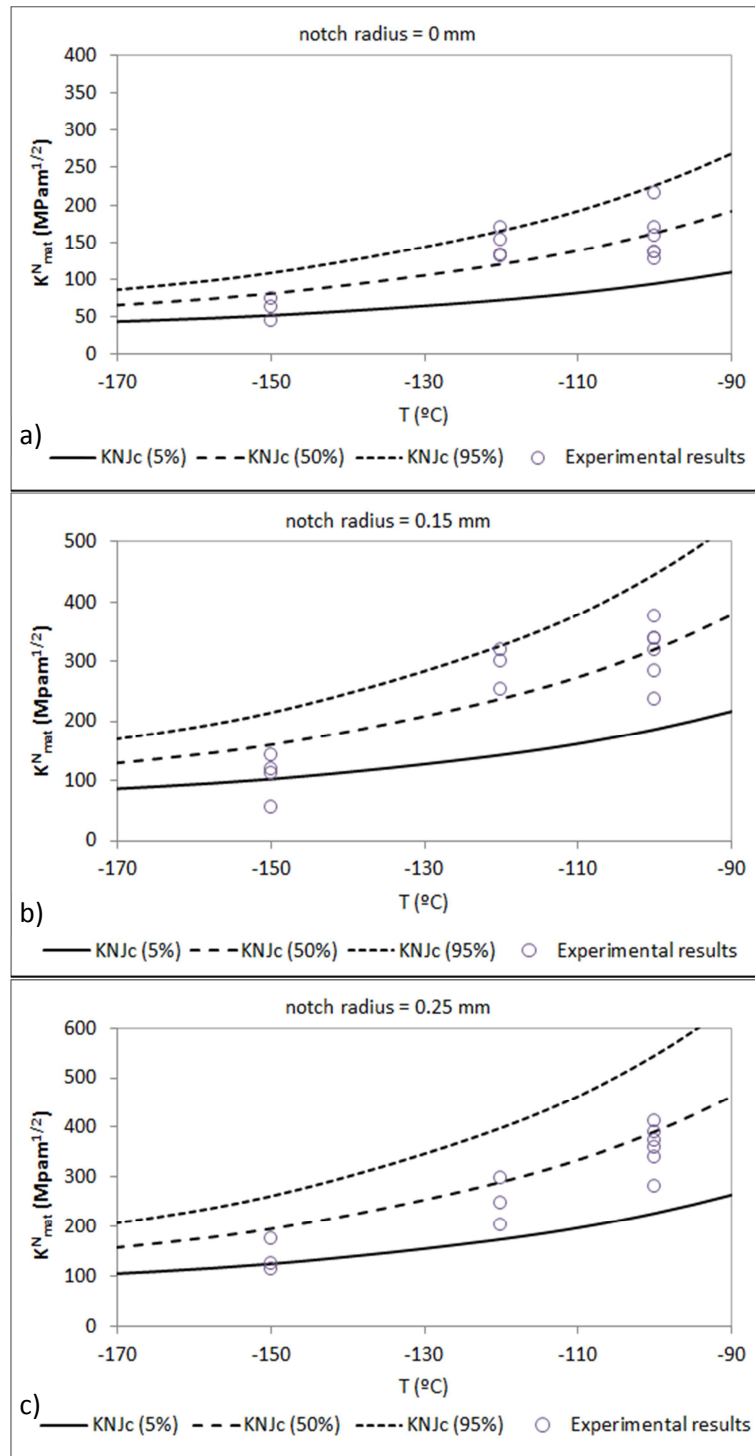 notch radius = 0 mm
400
350
300
250
200
150
100
50
0
K^N_mat (MPam^1/2)
-170
-150
-130
-110
-90
T (ºC)
a)
KNJc (5%) KNJc (50%) KNJc (95%) Experimental results
notch radius = 0.15 mm
500
400
300
200
100
0
K^N_mat (Mpam^1/2)
-170
-150
-130
-110
-90
T (ºC)
b)
KNJc (5%) KNJc (50%) KNJc (95%) Experimental results
notch radius = 0.25 mm
600
500
400
300
200
100
0
K^N_mat (Mpam^1/2)
-170
-150
-130
-110
-90
T (ºC)
c)
KNJc (5%) KNJc (50%) KNJc (95%) Experimental results